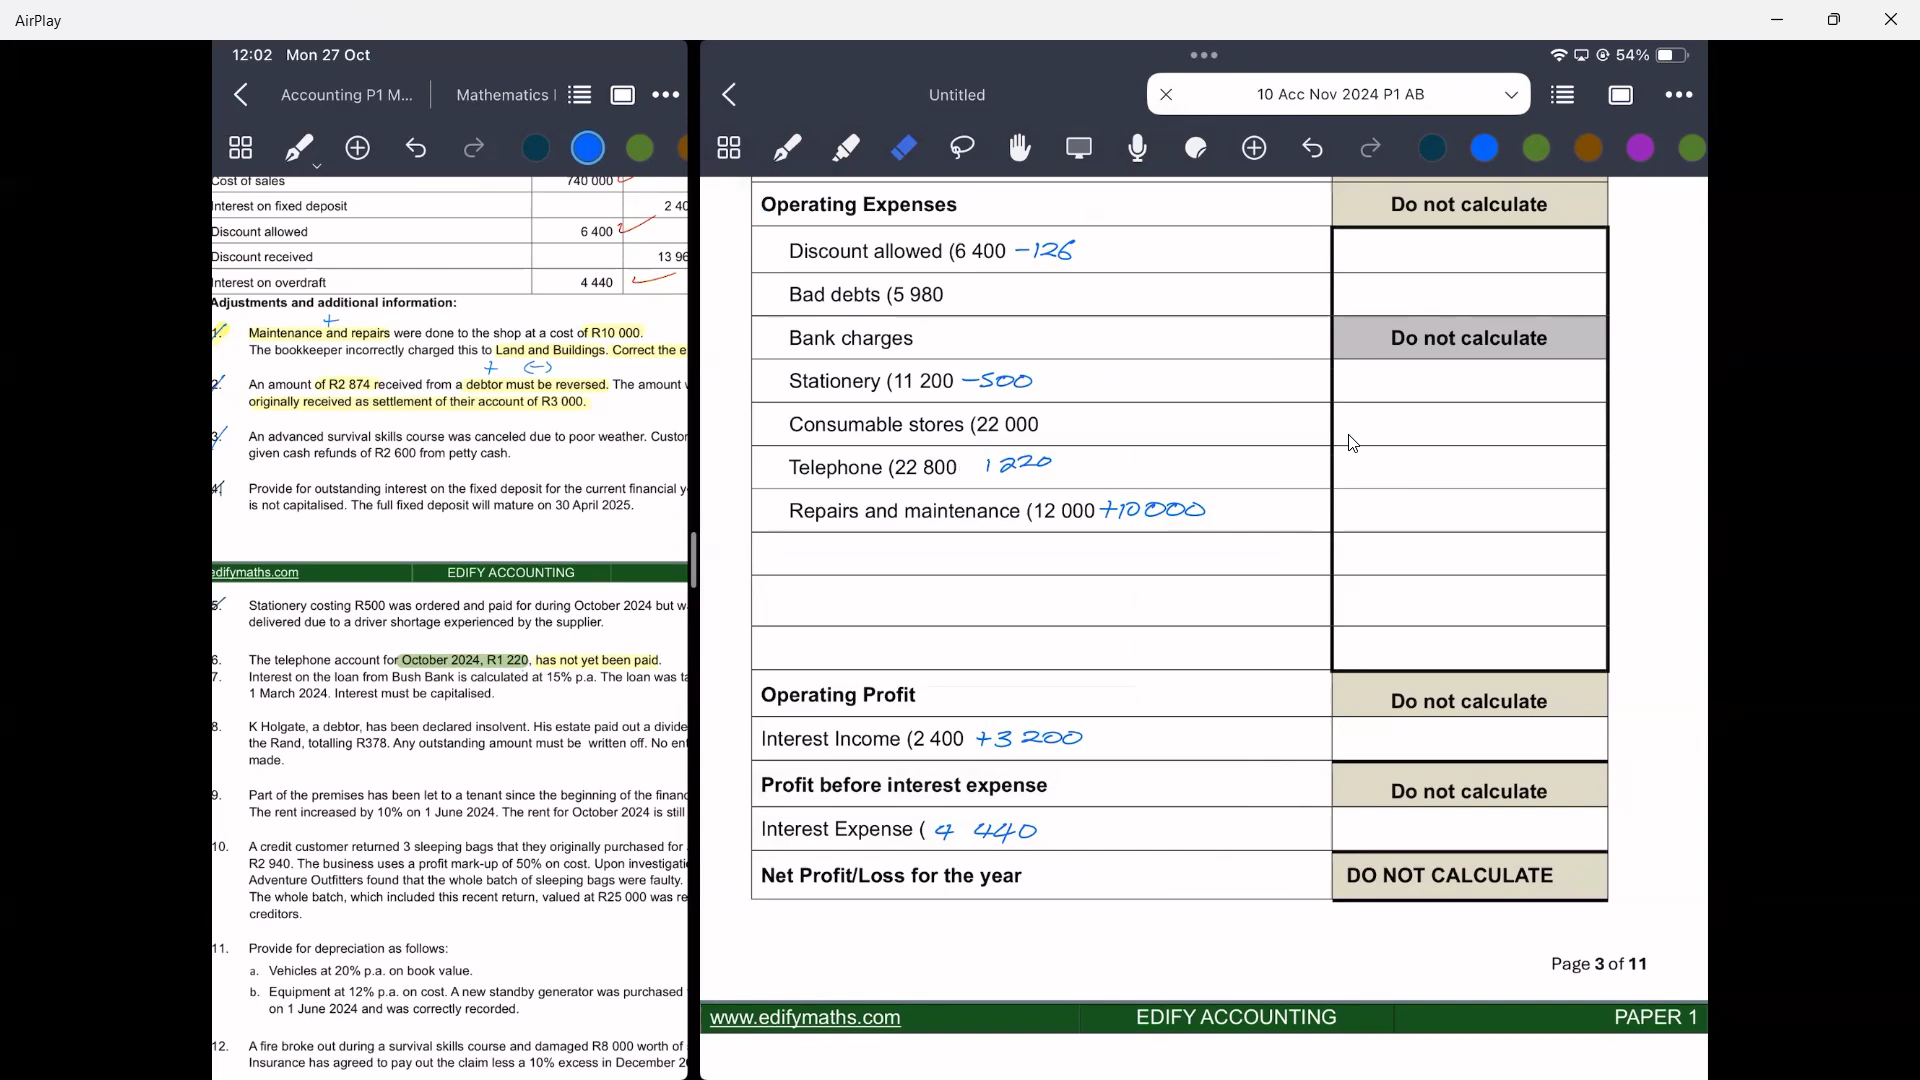 AirPlay
12:02 Mon 27 Oct
54%
Accounting P1 M...
Mathematics
Untitled
10 Acc Nov 2024 P1 AB
Cost of sales 740 000
Interest on fixed deposit 2 40
Discount allowed 6 400
Discount received 13 96
Interest on overdraft 4 440
Adjustments and additional information:
1. Maintenance and repairs were done to the shop at a cost of R10 000.
The bookkeeper incorrectly charged this to Land and Buildings. Correct the e
+
+ (-)
2. An amount of R2 874 received from a debtor must be reversed. The amount
originally received as settlement of their account of R3 000.
3. An advanced survival skills course was canceled due to poor weather. Custo
given cash refunds of R2 600 from petty cash.
4. Provide for outstanding interest on the fixed deposit for the current financial y
is not capitalised. The full fixed deposit will mature on 30 April 2025.
edifymaths.com EDIFY ACCOUNTING
5. Stationery costing R500 was ordered and paid for during October 2024 but w
delivered due to a driver shortage experienced by the supplier.
6. The telephone account for October 2024, R1 220, has not yet been paid.
7. Interest on the loan from Bush Bank is calculated at 15% p.a. The loan was ta
1 March 2024. Interest must be capitalised.
8. K Holgate, a debtor, has been declared insolvent. His estate paid out a divide
the Rand, totalling R378. Any outstanding amount must be written off. No ent
made.
9. Part of the premises has been let to a tenant since the beginning of the financ
The rent increased by 10% on 1 June 2024. The rent for October 2024 is still
10. A credit customer returned 3 sleeping bags that they originally purchased for
R2 940. The business uses a profit mark-up of 50% on cost. Upon investigati
Adventure Outfitters found that the whole batch of sleeping bags were faulty.
The whole batch, which included this recent return, valued at R25 000 was re
creditors.
11. Provide for depreciation as follows:
a. Vehicles at 20% p.a. on book value.
b. Equipment at 12% p.a. on cost. A new standby generator was purchased
on 1 June 2024 and was correctly recorded.
12. A fire broke out during a survival skills course and damaged R8 000 worth of
Insurance has agreed to pay out the claim less a 10% excess in December 2
Operating Expenses Do not calculate
Discount allowed (6 400 -126
Bad debts (5 980
Bank charges Do not calculate
Stationery (11 200 -500
Consumable stores (22 000
Telephone (22 800 1 220
Repairs and maintenance (12 000 +10 000
Operating Profit Do not calculate
Interest Income (2 400 +3 200
Profit before interest expense Do not calculate
Interest Expense ( 4 440
Net Profit/Loss for the year DO NOT CALCULATE
Page 3 of 11
www.edifymaths.com EDIFY ACCOUNTING PAPER 1